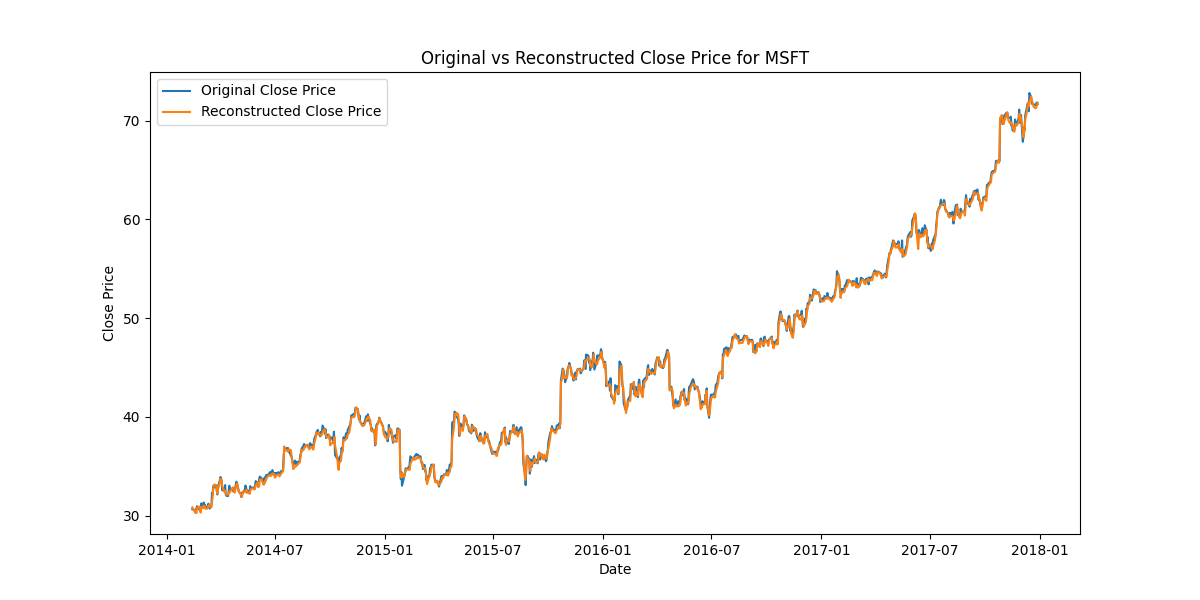 Original vs Reconstructed Close Price for MSFT
Original Close Price
Reconstructed Close Price
Close Price
70
60
50
40
30
2014-01 2014-07 2015-01 2015-07 2016-01 2016-07 2017-01 2017-07 2018-01
Date